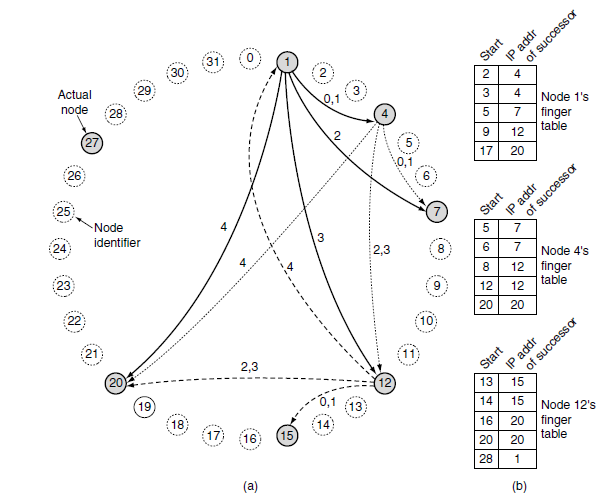 0
1
2
3
4
5
6
7
8
9
10
11
12
13
14
15
16
17
18
19
20
21
22
23
24
25
26
27
28
29
30
31
Actual
node
Node
identifier
0,1
2
3
4
0,1
2,3
4
0,1
2,3
4
(a)
Start
IP addr
of successor
2 4
3 4
5 7
9 12
17 20
Node 1's
finger
table
Start
IP addr
of successor
5 7
6 7
8 12
12 12
20 20
Node 4's
finger
table
Start
IP addr
of successor
13 15
14 15
16 20
20 20
28 1
Node 12's
finger
table
(b)